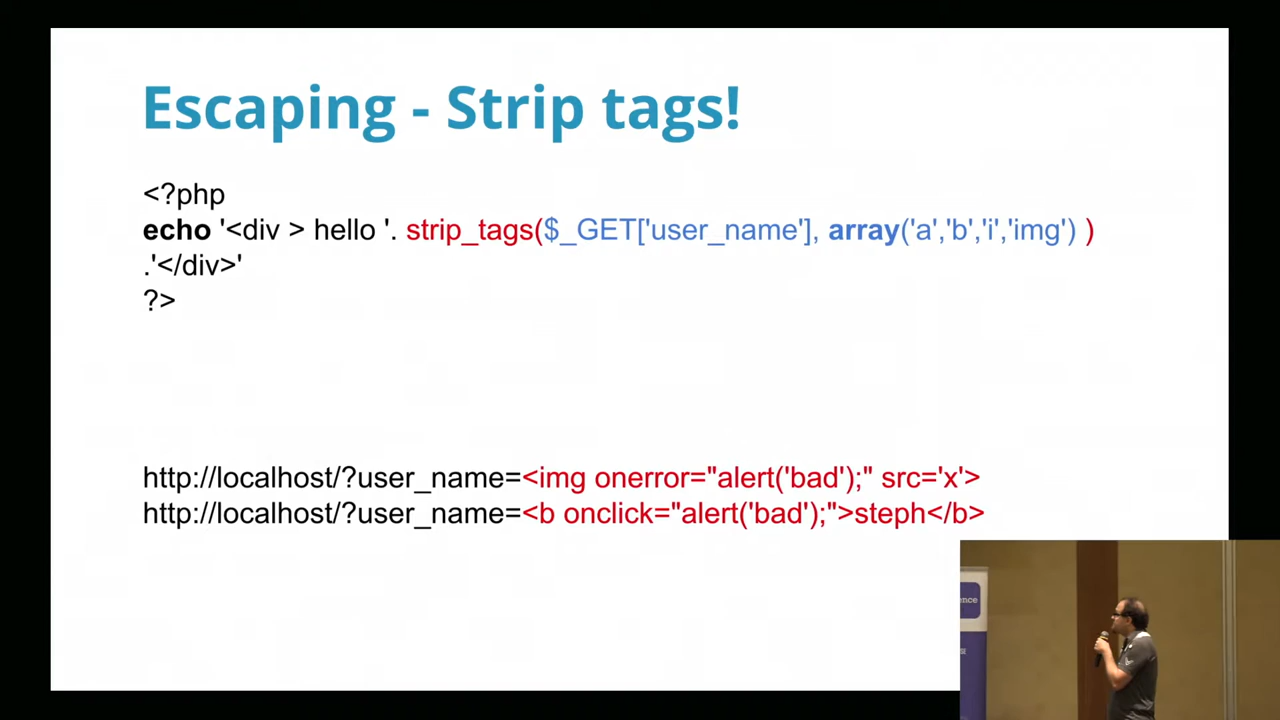 Escaping - Strip tags!
<?php
echo '<div > hello '. strip_tags($_GET['user_name'], array('a','b','i','img') )
.'</div>'
?>
http://localhost/?user_name=<img onerror="alert('bad');" src='x'>
http://localhost/?user_name=<b onclick="alert('bad');">steph</b>
ence